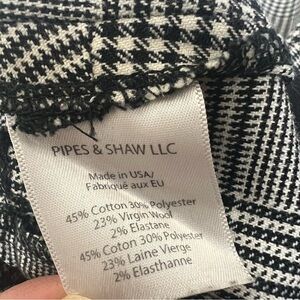 PIPES & SHAW LLC
Made in USA/
Fabriqué aux EU
45% Cotton 30% Polyester
23% Virgin Wool
2% Elastane
45% Coton 30% Polyester
23% Laine Vierge
2% Elasthanne